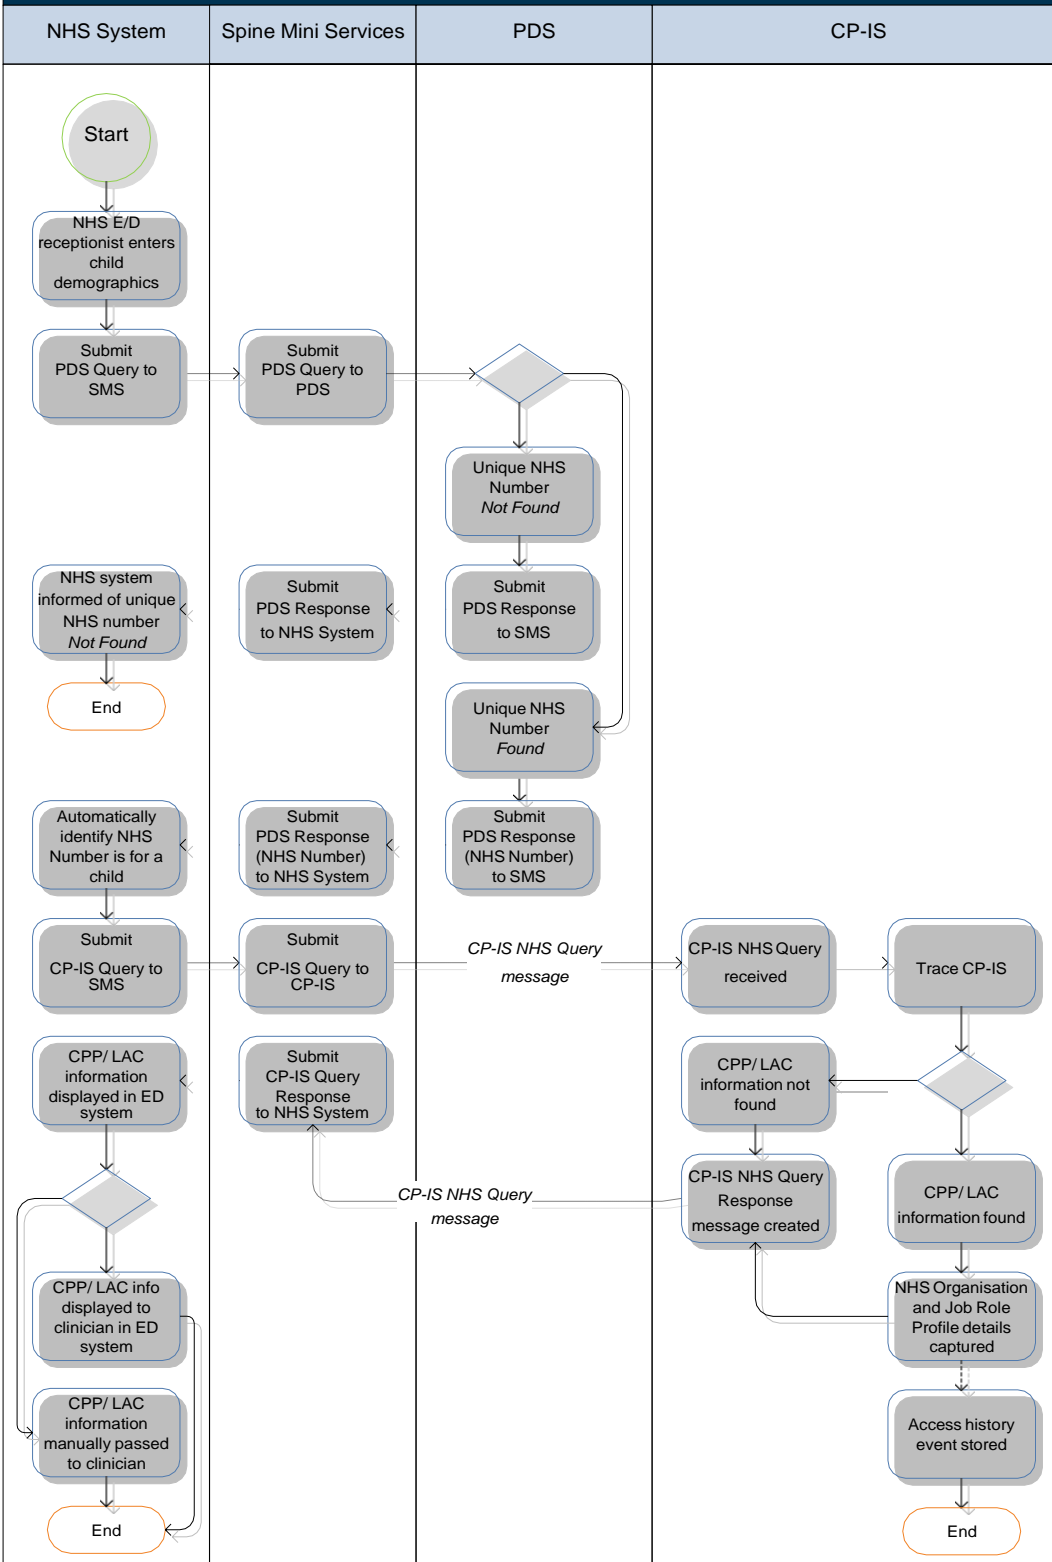 NHS System
Spine Mini Services
PDS
CP-IS
Start
NHS E/D
receptionist enters
child
demographics
Submit
PDS Query to
SMS
Submit
PDS Query to
PDS
Unique NHS
Number
Not Found
NHS system
informed of unique
NHS number
Not Found
Submit
PDS Response
to NHS System
Submit
PDS Response
to SMS
End
Unique NHS
Number
Found
Automatically
identify NHS
Number is for a
child
Submit
PDS Response
(NHS Number)
to NHS System
Submit
PDS Response
(NHS Number)
to SMS
Submit
CP-IS Query to
SMS
Submit
CP-IS Query to
CP-IS
CP-IS NHS Query
message
CP-IS NHS Query
received
Trace CP-IS
CPP/ LAC
information
displayed in ED
system
Submit
CP-IS Query
Response
to NHS System
CPP/ LAC
information not
found
CP-IS NHS Query
message
CP-IS NHS Query
Response
message created
CPP/ LAC
information found
CPP/ LAC info
displayed to
clinician in ED
system
NHS Organisation
and Job Role
Profile details
captured
CPP/ LAC
information
manually passed
to clinician
Access history
event stored
End
End